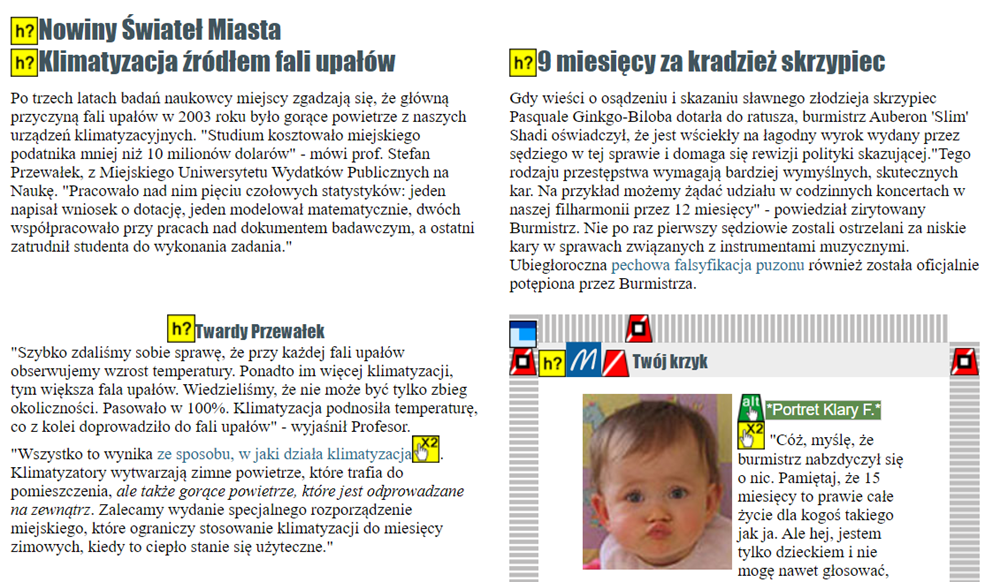 h? Nowiny Świateł Miasta
h? Klimatyzacja źródłem fali upałów
Po trzech latach badań naukowcy miejscy zgadzają się, że główną
przyczyną fali upałów w 2003 roku było gorące powietrze z naszych
urządzeń klimatyzacyjnych. "Studium kosztowało miejskiego
podatnika mniej niż 10 milionów dolarów" - mówi prof. Stefan
Przewałek, z Miejskiego Uniwersytetu Wydatków Publicznych na
Naukę. "Pracowało nad nim pięciu czołowych statystyków: jeden
napisał wniosek o dotację, jeden modelował matematycznie, dwóch
współpracowało przy pracach nad dokumentem badawczym, a ostatni
zatrudnił studenta do wykonania zadania."
h? 9 miesięcy za kradzież skrzypiec
Gdy wieści o osądzeniu i skazaniu sławnego złodzieja skrzypiec
Pasquale Ginkgo-Biloba dotarła do ratusza, burmistrz Auberon 'Slim'
Shadi oświadczył, że jest wściekły na łagodny wyrok wydany przez
sędziego w tej sprawie i domaga się rewizji polityki skazującej."Tego
rodzaju przestępstwa wymagają bardziej wymyślnych, skutecznych
kar. Na przykład możemy żądać udziału w codzinnych koncertach w
naszej filharmonii przez 12 miesięcy" - powiedział zirytowany
Burmistrz. Nie po raz pierwszy sędziowie zostali ostrzelani za niskie
kary w sprawach związanych z instrumentami muzycznymi.
Ubiegłoroczna pechowa falsyfikacja puzonu również została oficjalnie
potępiona przez Burmistrza.
h? Twardy Przewałek
"Szybko zdaliśmy sobie sprawę, że przy każdej fali upałów
obserwujemy wzrost temperatury. Ponadto im więcej klimatyzacji,
tym większa fala upałów. Wiedzieliśmy, że nie może być tylko zbieg
okoliczności. Pasowało w 100%. Klimatyzacja podnosiła temperaturę,
co z kolei doprowadziło do fali upałów" - wyjaśnił Profesor.
"Wszystko to wynika ze sposobu, w jaki działa klimatyzacja X2.
Klimatyzatory wytwarzają zimne powietrze, które trafia do
pomieszczenia, ale także gorące powietrze, które jest odprowadzane
na zewnątrz. Zalecamy wydanie specjalnego rozporządzenie
miejskiego, które ograniczy stosowanie klimatyzacji do miesięcy
zimowych, kiedy to ciepło stanie się użyteczne."
h? Twój krzyk
alt *Portret Klary F.*
X2 "Cóż, myślę, że
burmistrz nabzdyczył się
o nic. Pamiętaj, że 15
miesięcy to prawie całe
życie dla kogoś takiego
jak ja. Ale hej, jestem
tylko dzieckiem i nie
mogę nawet głosować,